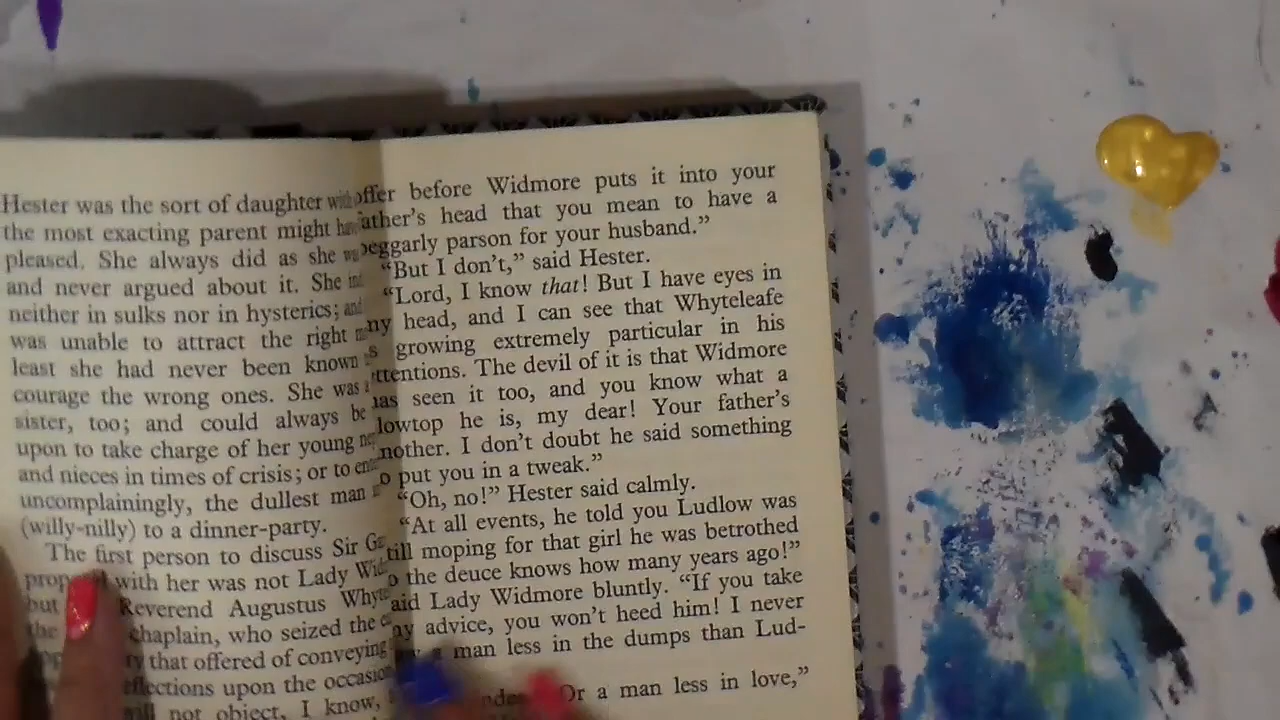 Hester was the sort of daughter with
the most exacting parent might have
pleased. She always did as she was
and never argued about it. She
neither in sulks nor in hysterics; and
was unable to attract the right
least she had never been known
courage the wrong ones. She was a
sister, too; and could always be
upon to take charge of her young
and nieces in times of crisis; or to
uncomplainingly, the dullest man
(willy-nilly) to a dinner-party.
The first person to discuss Sir
with her was not Lady
but Reverend Augustus
the chaplain, who seized the
that offered of conveying
upon the occasion
not object, I know,
offer before Widmore puts it into your
father's head that you mean to have a
beggarly parson for your husband.”
“But I don't,” said Hester.
“Lord, I know that! But I have eyes in
my head, and I can see that Whyteleafe
is growing extremely particular in his
attentions. The devil of it is that Widmore
has seen it too, and you know what a
slowtop he is, my dear! Your father's
another. I don't doubt he said something
to put you in a tweak.”
“Oh, no!” Hester said calmly.
“At all events, he told you Ludlow was
still moping for that girl he was betrothed
to the deuce knows how many years ago!”
said Lady Widmore bluntly. “If you take
my advice, you won't heed him! I never
a man less in the dumps than Lud-
Or a man less in love,”